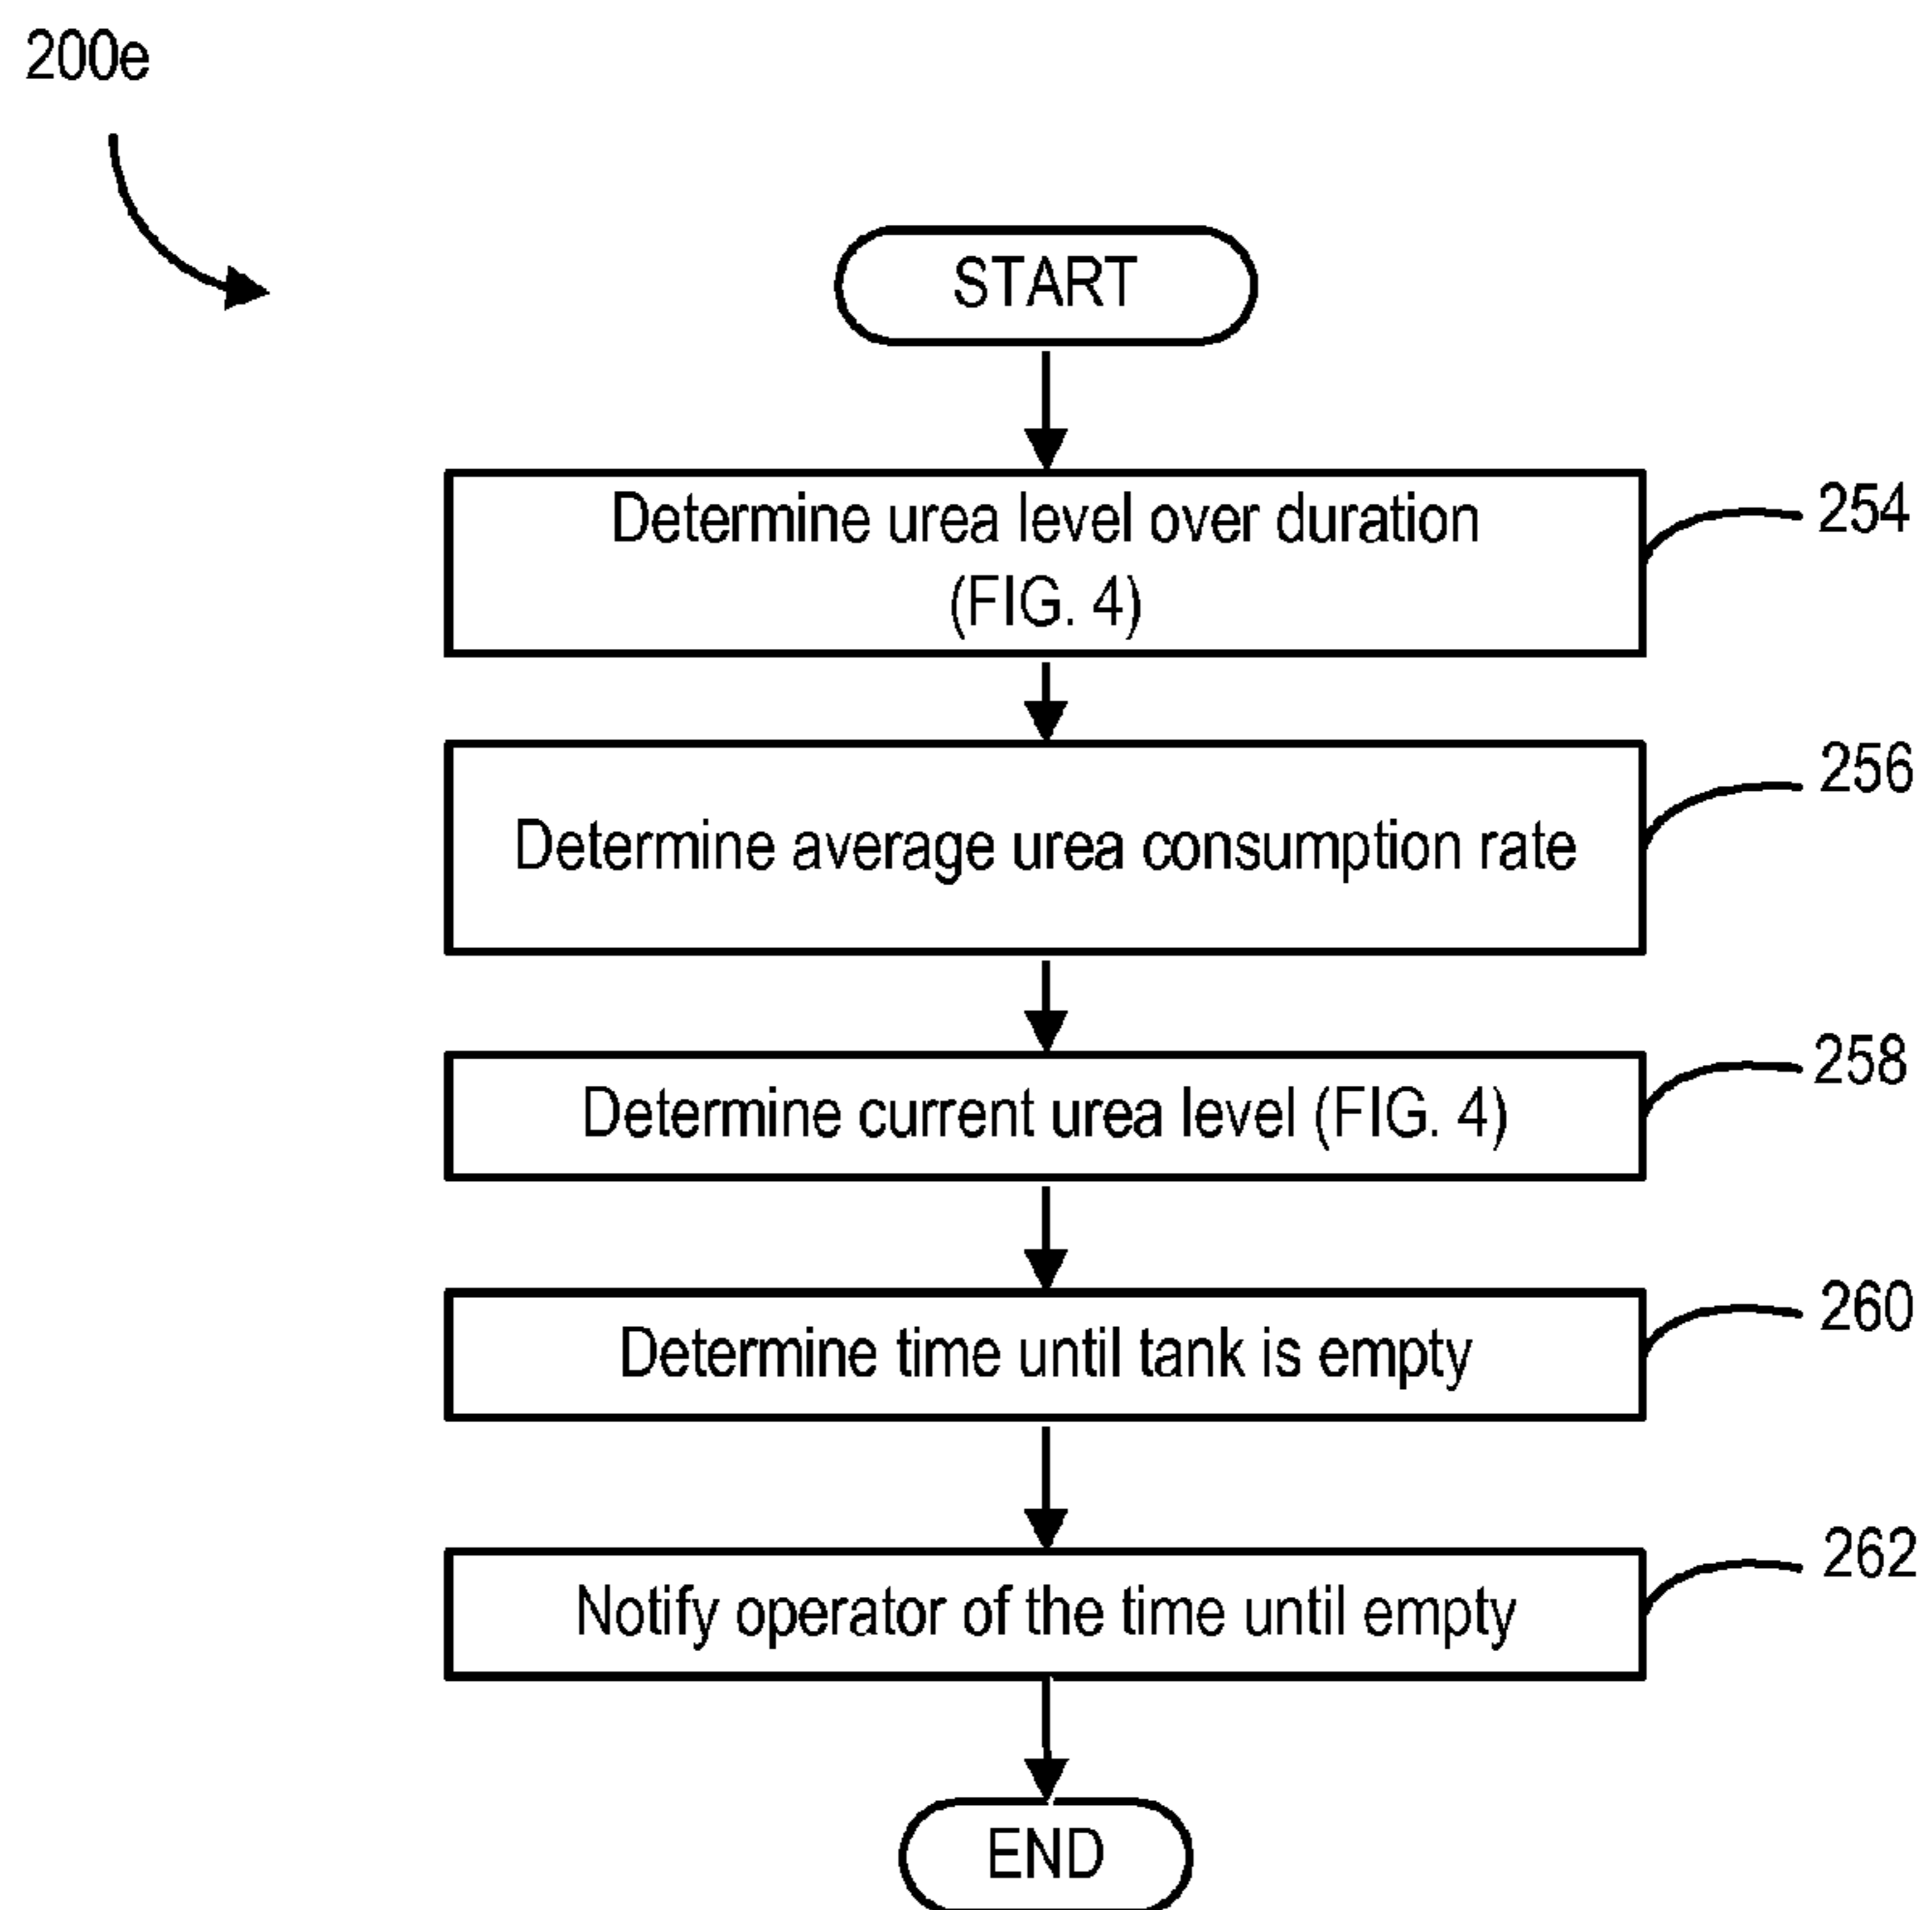 200e
START
Determine urea level over duration
(FIG. 4)
254
Determine average urea consumption rate
256
Determine current urea level (FIG. 4)
258
Determine time until tank is empty
260
Notify operator of the time until empty
262
END